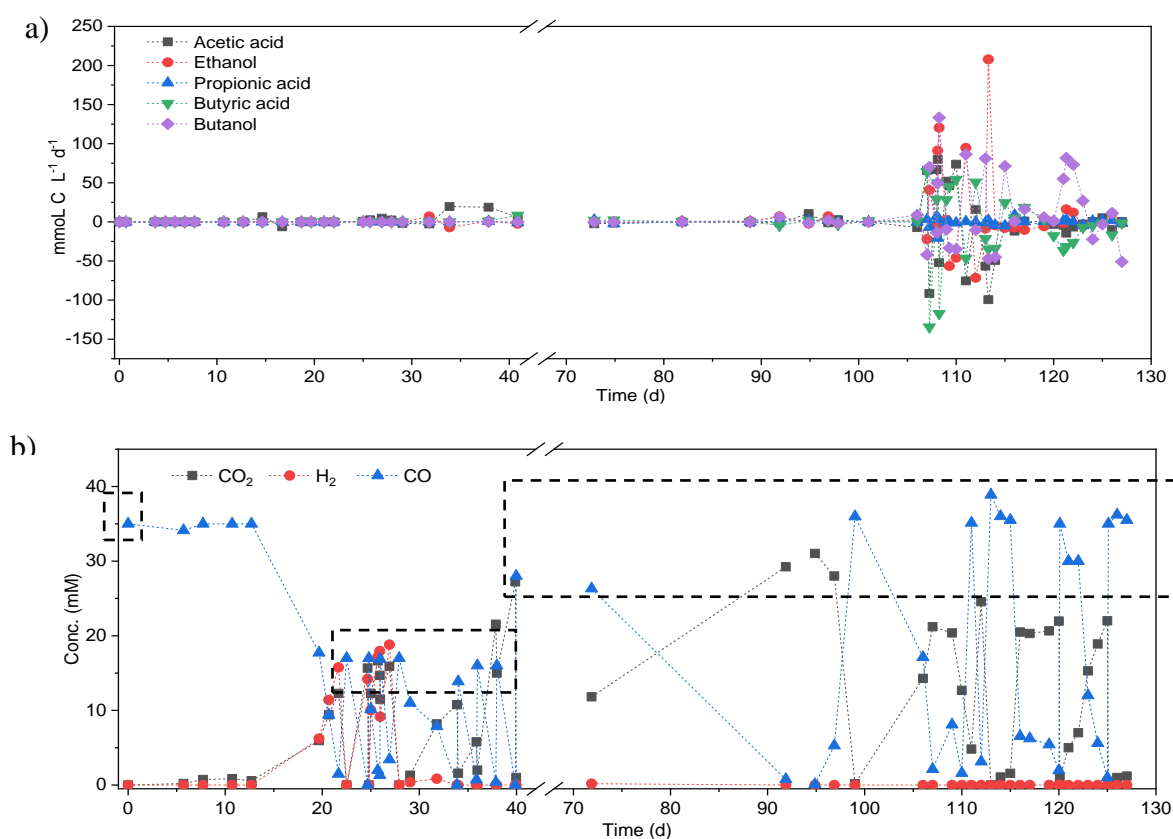 a)
250
200
150
100
50
0
-50
-100
-150
mmoL C L⁻¹ d⁻¹
Acetic acid
Ethanol
Propionic acid
Butyric acid
Butanol
0 10 20 30 40 70 80 90 100 110 120 130
Time (d)
b)
CO₂ H₂ CO
40
30
20
10
0
Conc. (mM)
0 10 20 30 40 70 80 90 100 110 120 130
Time (d)